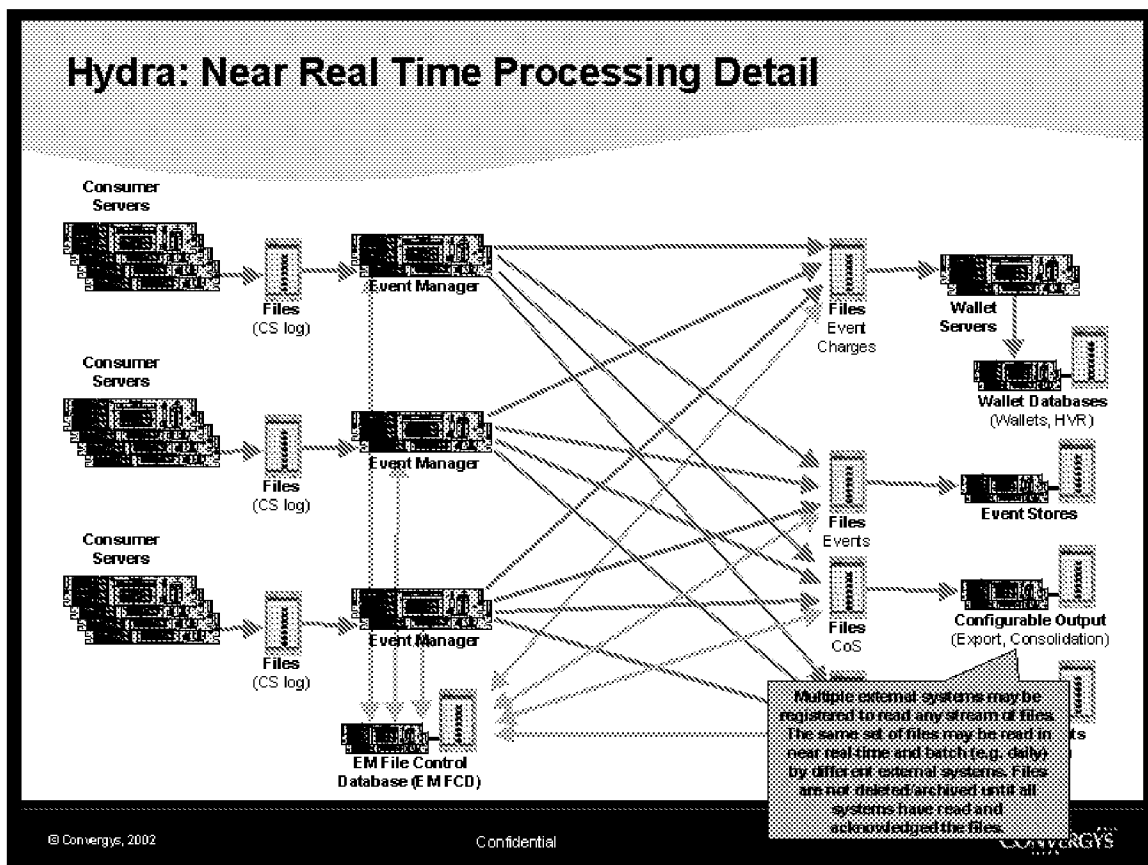 Hydra: Near Real Time Processing Detail
Consumer
Servers
Files
(CS log)
Event Manager
Files
Event
Charges
Wallet
Servers
Wallet Databases
(Wallets, HVR)
Consumer
Servers
Files
(CS log)
Event Manager
Files
Events
Event Stores
Consumer
Servers
Files
(CS log)
Event Manager
Files
CoS
Configurable Output
(Export, Consolidation)
EM File Control
Database (EM FCD)
Multiple external systems may be
registered to read any stream of files.
The same set of files may be read in
near real-time and batch (e.g. daily)
by different external systems. Files
are not deleted/archived until all
systems have read and
acknowledged the files.
© Convergys, 2002
Confidential
CONVERGYS